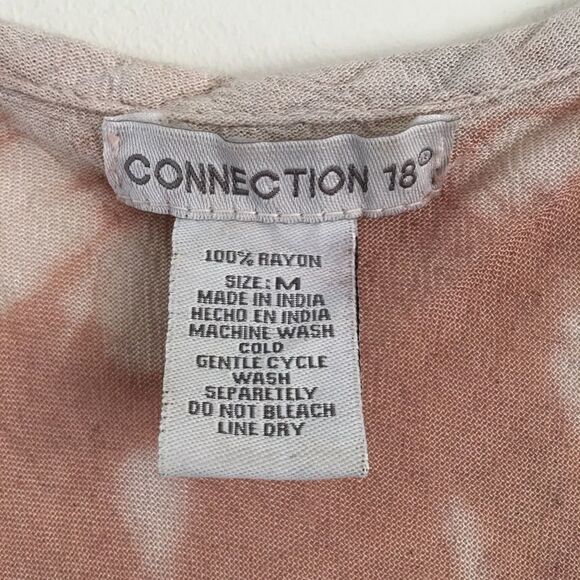 CONNECTION 18®
100% RAYON
SIZE: M
MADE IN INDIA
HECHO EN INDIA
MACHINE WASH
COLD
GENTLE CYCLE
WASH
SEPARETELY
DO NOT BLEACH
LINE DRY